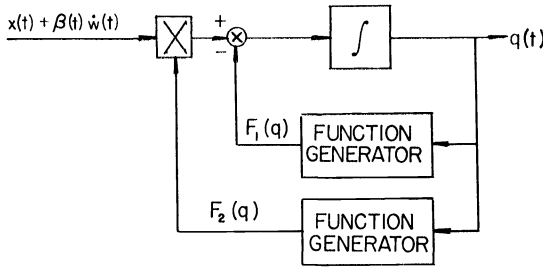 x(t) + β(t) ẇ(t)
+
−
∫
q(t)
F₁(q)
FUNCTION
GENERATOR
F₂(q)
FUNCTION
GENERATOR